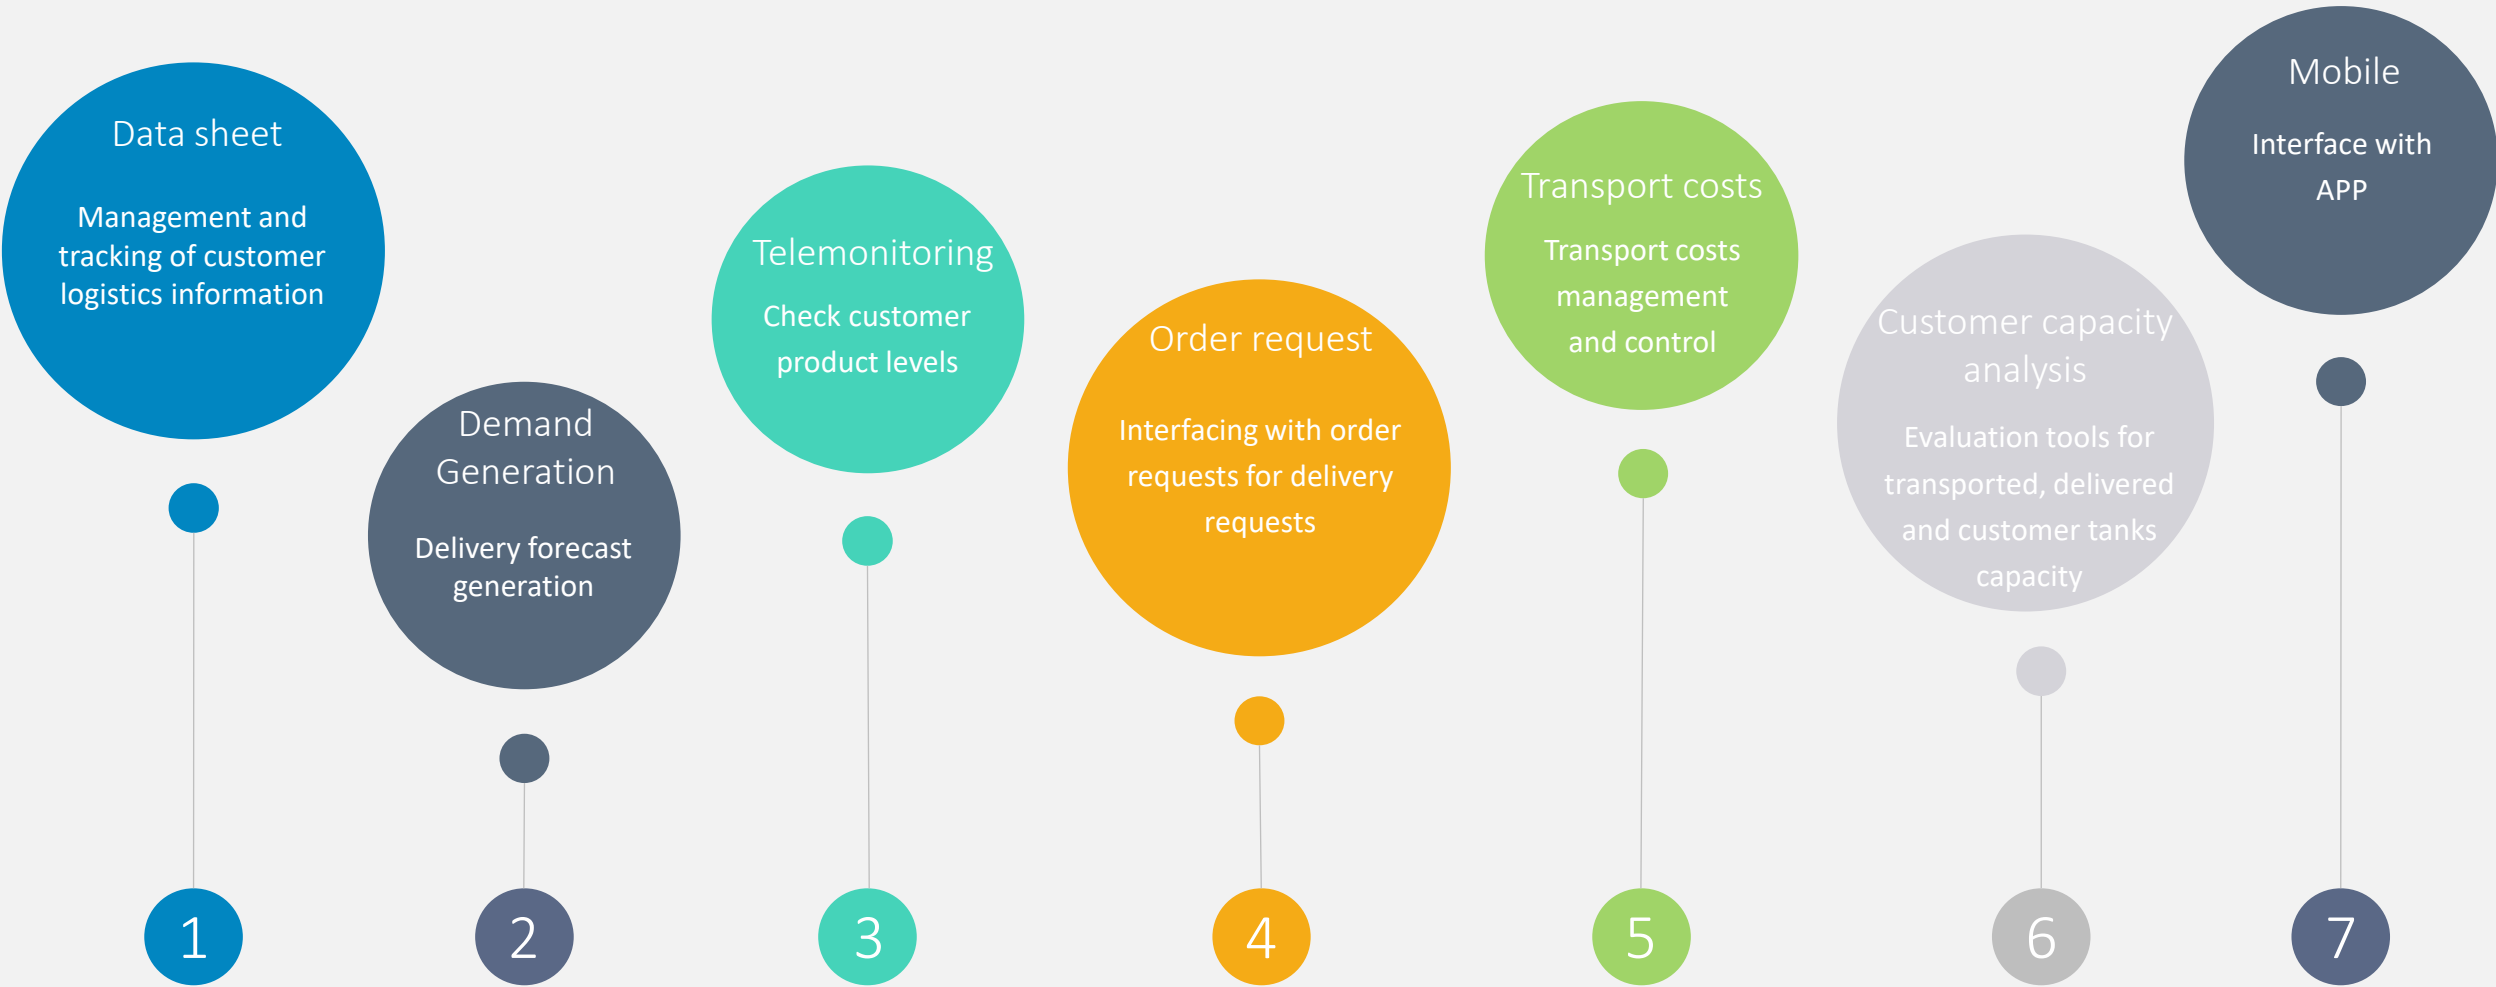 Data sheet
Management and
tracking of customer
logistics information
1
Demand
Generation
Delivery forecast
generation
2
Telemonitoring
Check customer
product levels
3
Order request
Interfacing with order
requests for delivery
requests
4
Transport costs
Transport costs
management
and control
5
Customer capacity
analysis
Evaluation tools for
transported, delivered
and customer tanks
capacity
6
Mobile
Interface with
APP
7